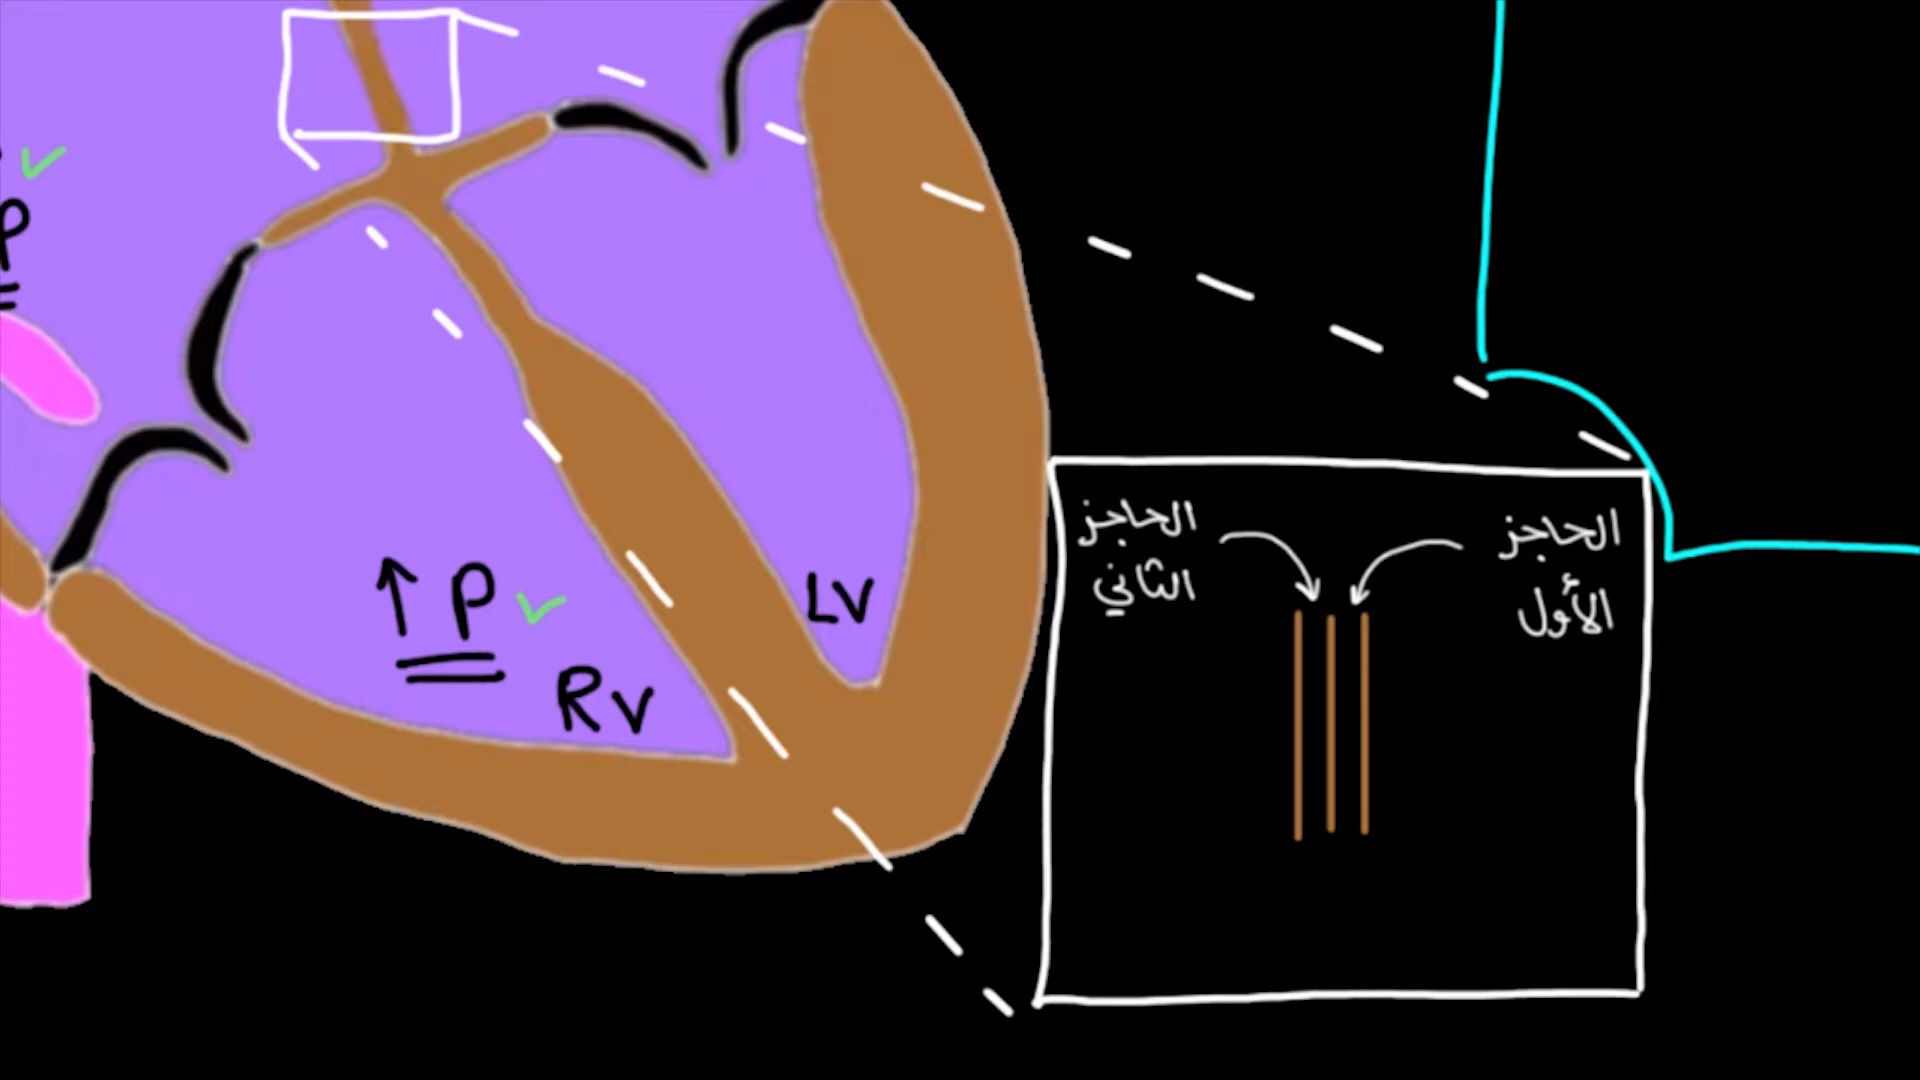 P
↑ P
RV
LV
الحاجز
الأول
الحاجز
الثاني